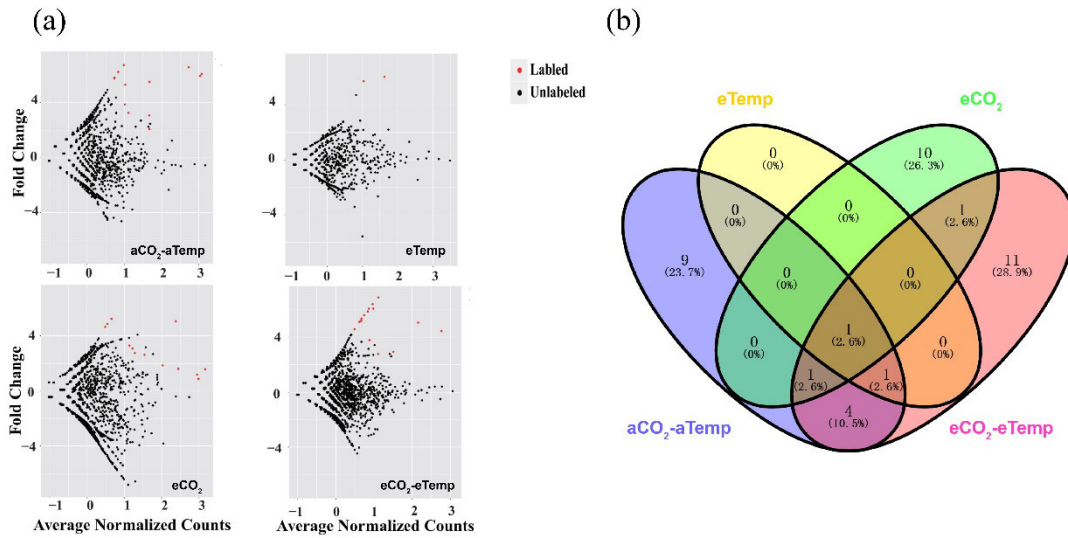 (a)
(b)
Fold Change
4
0
−4
aCO₂-aTemp
−1 0 1 2 3
4
0
−4
eTemp
−1 0 1 2 3
Labled
Unlabeled
Fold Change
4
0
−4
eCO₂
−1 0 1 2 3
Average Normalized Counts
4
0
−4
eCO₂-eTemp
−1 0 1 2 3
Average Normalized Counts
eTemp
eCO₂
0
(0%)
10
(26.3%)
0
(0%)
0
(0%)
1
(2.6%)
9
(23.7%)
0
(0%)
0
(0%)
11
(28.9%)
1
(2.6%)
0
(0%)
0
(0%)
1
(2.6%)
1
(2.6%)
4
(10.5%)
aCO₂-aTemp
eCO₂-eTemp